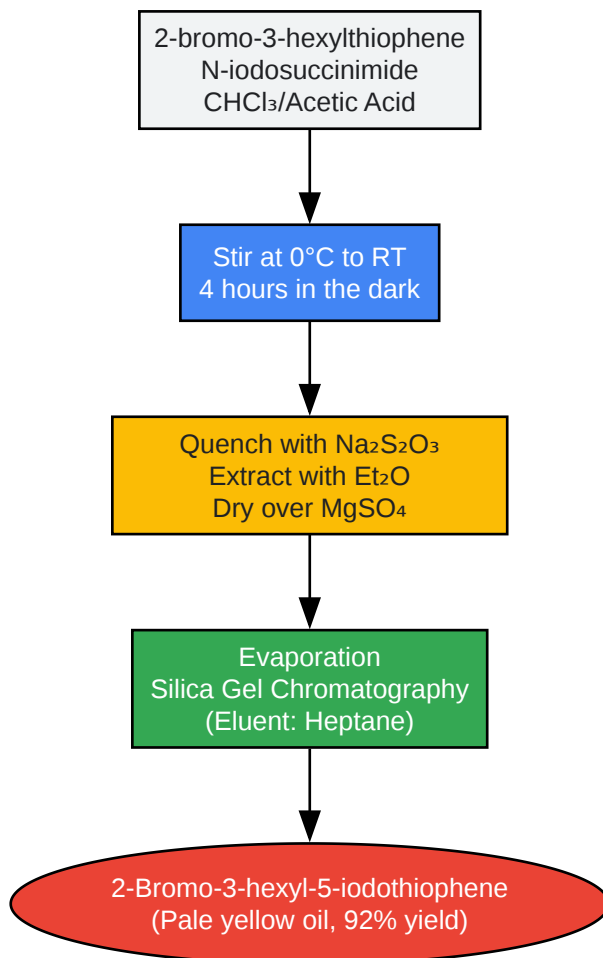 2-bromo-3-hexylthiophene
N-iodosuccinimide
CHCl₃/Acetic Acid
Stir at 0°C to RT
4 hours in the dark
Quench with Na₂S₂O₃
Extract with Et₂O
Dry over MgSO₄
Evaporation
Silica Gel Chromatography
(Eluent: Heptane)
2-Bromo-3-hexyl-5-iodothiophene
(Pale yellow oil, 92% yield)